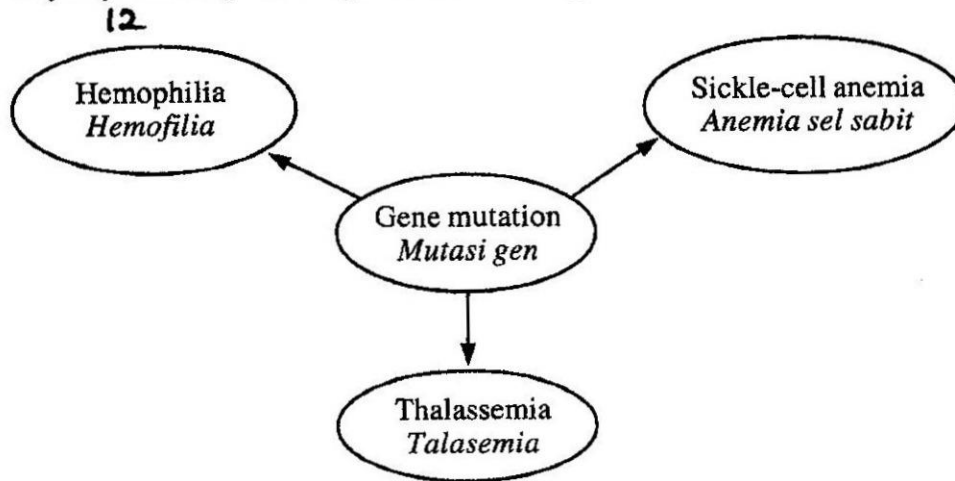 12
Hemophilia
Hemofilia
Sickle-cell anemia
Anemia sel sabit
Gene mutation
Mutasi gen
Thalassemia
Talasemia